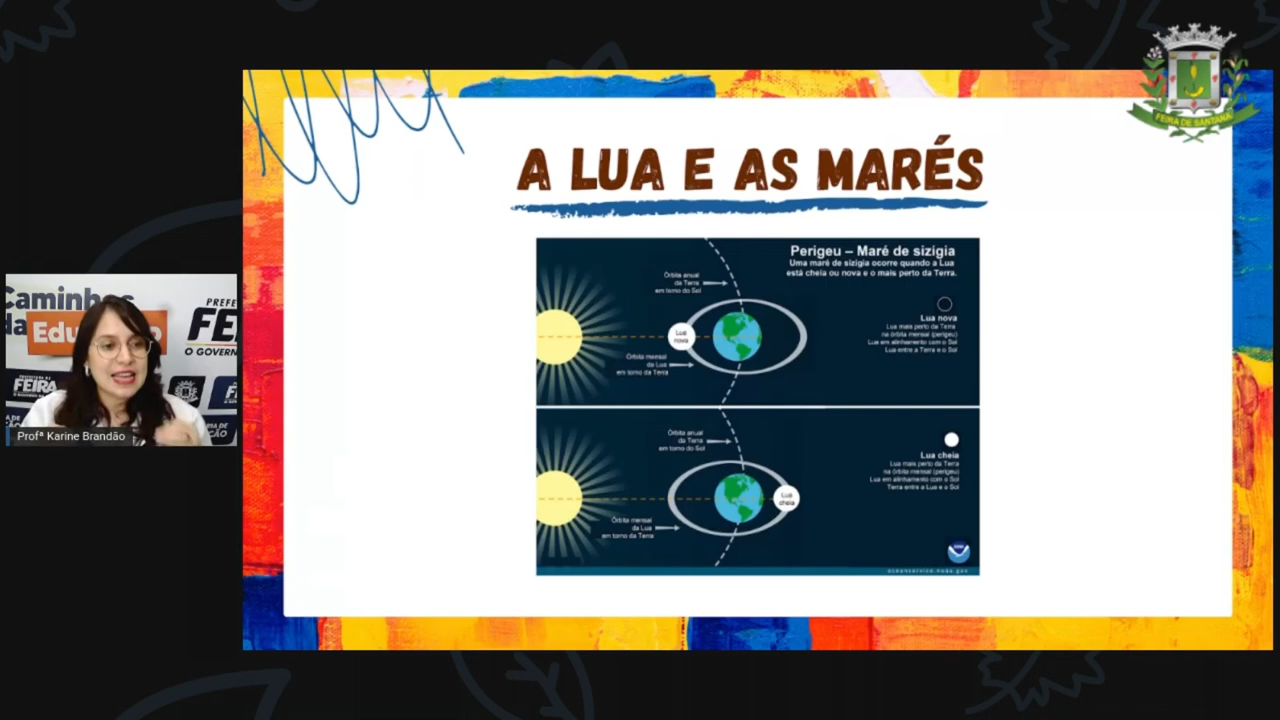 FEIRA DE SANTANA
A LUA E AS MARÉS
Perigeu – Maré de sizígia
Uma maré de sizígia ocorre quando a Lua
está cheia ou nova e o mais perto da Terra.
Órbita anual
da Terra
em torno do Sol
Lua
nova
Órbita mensal
da Lua
em torno da Terra
Lua nova
Lua mais perto da Terra
na órbita mensal (perigeu)
Lua em alinhamento com o Sol
Lua entre a Terra e o Sol
Órbita anual
da Terra
em torno do Sol
Lua
cheia
Órbita mensal
da Lua
em torno da Terra
Lua cheia
Lua mais perto da Terra
na órbita mensal (perigeu)
Lua em alinhamento com o Sol
Terra entre a Lua e o Sol
oceanservice.noaa.gov
Caminhos
da Edu
PREFE
FE
O GOVERN
FEIRA
Profª Karine Brandão